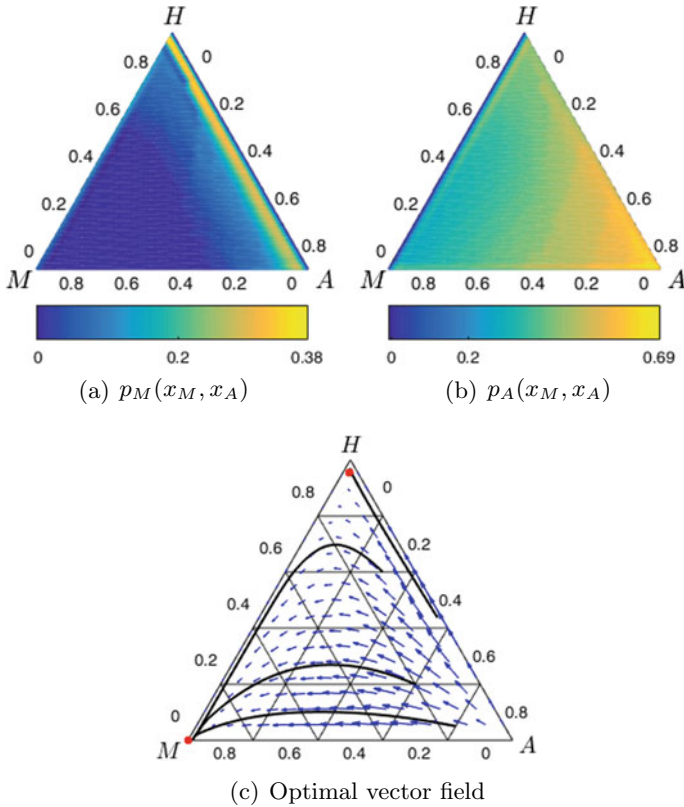 H H
0.8 0 0.8 0
0.6 0.2 0.6 0.2
0.4 0.4 0.4 0.4
0.2 0.6 0.2 0.6
0 0.8 0 0.8
M A M A
0.8 0.6 0.4 0.2 0 0.8 0.6 0.4 0.2 0
0 0.2 0.38 0 0.2 0.69
(a) p_M(x_M, x_A) (b) p_A(x_M, x_A)
H
0.8 0
0.6 0.2
0.4 0.4
0.2 0.6
0 0.8
M A
0.8 0.6 0.4 0.2 0
(c) Optimal vector field